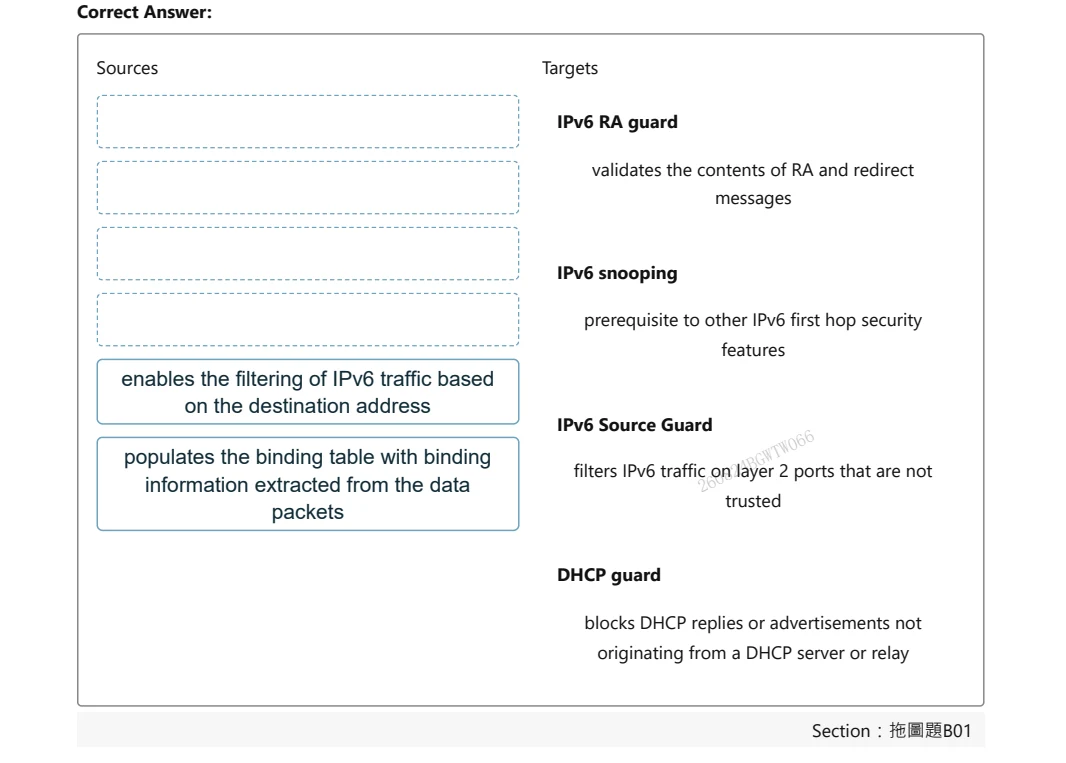 Correct Answer:
Sources
Targets
IPv6 RA guard
validates the contents of RA and redirect
messages
IPv6 snooping
prerequisite to other IPv6 first hop security
features
enables the filtering of IPv6 traffic based
on the destination address
populates the binding table with binding
information extracted from the data
packets
IPv6 Source Guard
filters IPv6 traffic on layer 2 ports that are not
trusted
DHCP guard
blocks DHCP replies or advertisements not
originating from a DHCP server or relay
Section：拖圖題B01